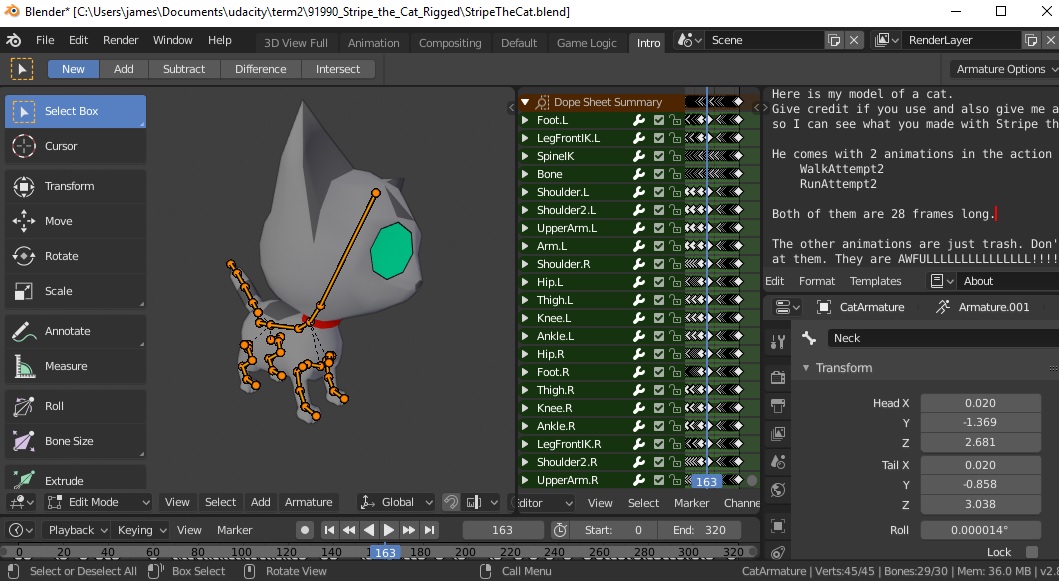 Blender* [C:\Users\james\Documents\udacity\term2\91990_Stripe_the_Cat_Rigged\StripeTheCat.blend]
File Edit Render Window Help 3D View Full Animation Compositing Default Game Logic Intro Scene RenderLayer
New Add Subtract Difference Intersect Armature Options
Select Box
Cursor
Transform
Move
Rotate
Scale
Annotate
Measure
Roll
Bone Size
Extrude
Dope Sheet Summary
Foot.L
LegFrontIK.L
SpineIK
Bone
Shoulder.L
Shoulder2.L
UpperArm.L
Arm.L
Shoulder.R
Hip.L
Thigh.L
Knee.L
Ankle.L
Hip.R
Foot.R
Thigh.R
Knee.R
Ankle.R
LegFrontIK.R
Shoulder2.R
UpperArm.R
163
Here is my model of a cat.
Give credit if you use and also give me a
so I can see what you made with Stripe th
He comes with 2 animations in the action
WalkAttempt2
RunAttempt2
Both of them are 28 frames long.
The other animations are just trash. Don'
at them. They are AWFULLLLLLLLLLLLLLL!!!!
Edit Format Templates About
CatArmature Armature.001
Neck
Transform
Head X 0.020
Y -1.369
Z 2.681
Tail X 0.020
Y -0.858
Z 3.038
Roll 0.000014°
Lock
Edit Mode View Select Add Armature Global
View Select Marker
Playback Keying View Marker 163 Start: 0 End: 320
0 20 40 60 80 100 120 140 163 180 200 220 240 260 280 300 320
Select or Deselect All Box Select Rotate View Call Menu CatArmature | Verts:45/45 | Bones:29/30 | Mem: 36.0 MB | v2.8